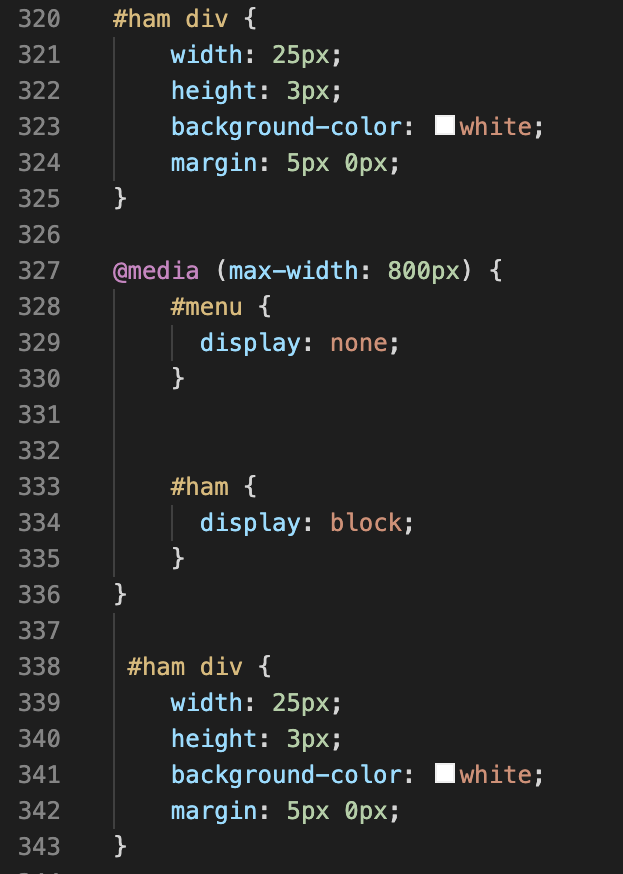 320 #ham div {
321 width: 25px;
322 height: 3px;
323 background-color: white;
324 margin: 5px 0px;
325 }
326
327 @media (max-width: 800px) {
328 #menu {
329 display: none;
330 }
331
332
333 #ham {
334 display: block;
335 }
336 }
337
338 #ham div {
339 width: 25px;
340 height: 3px;
341 background-color: white;
342 margin: 5px 0px;
343 }